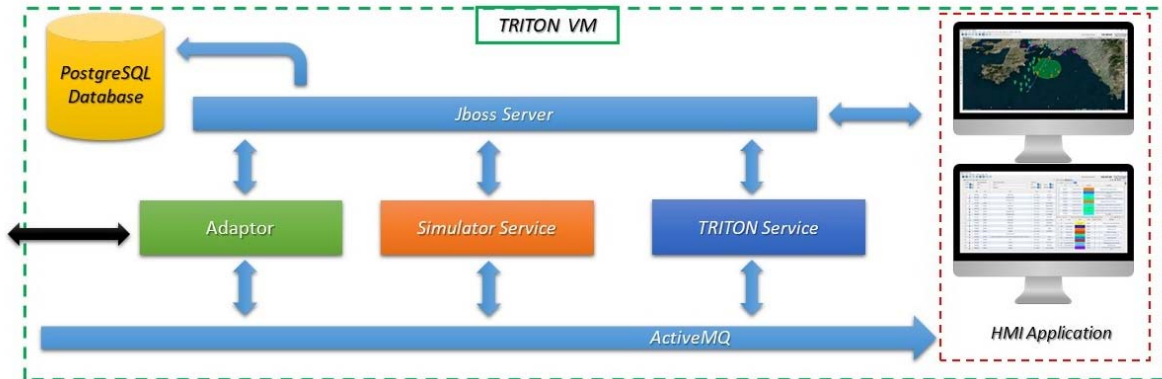 TRITON VM
PostgreSQL
Database
Jboss Server
Adaptor
Simulator Service
TRITON Service
ActiveMQ
HMI Application